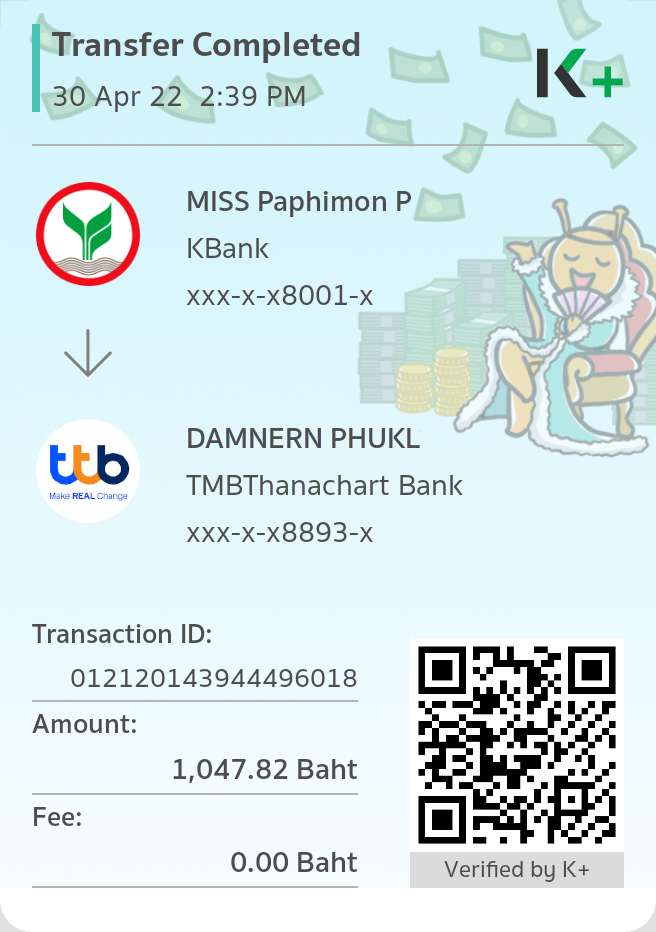 Transfer Completed
30 Apr 22 2:39 PM
K+
MISS Paphimon P
KBank
xxx-x-x8001-x
ttb
Make REAL Change
DAMNERN PHUKL
TMBThanachart Bank
xxx-x-x8893-x
Transaction ID:
012120143944496018
Amount:
1,047.82 Baht
Fee:
0.00 Baht
Verified by K+